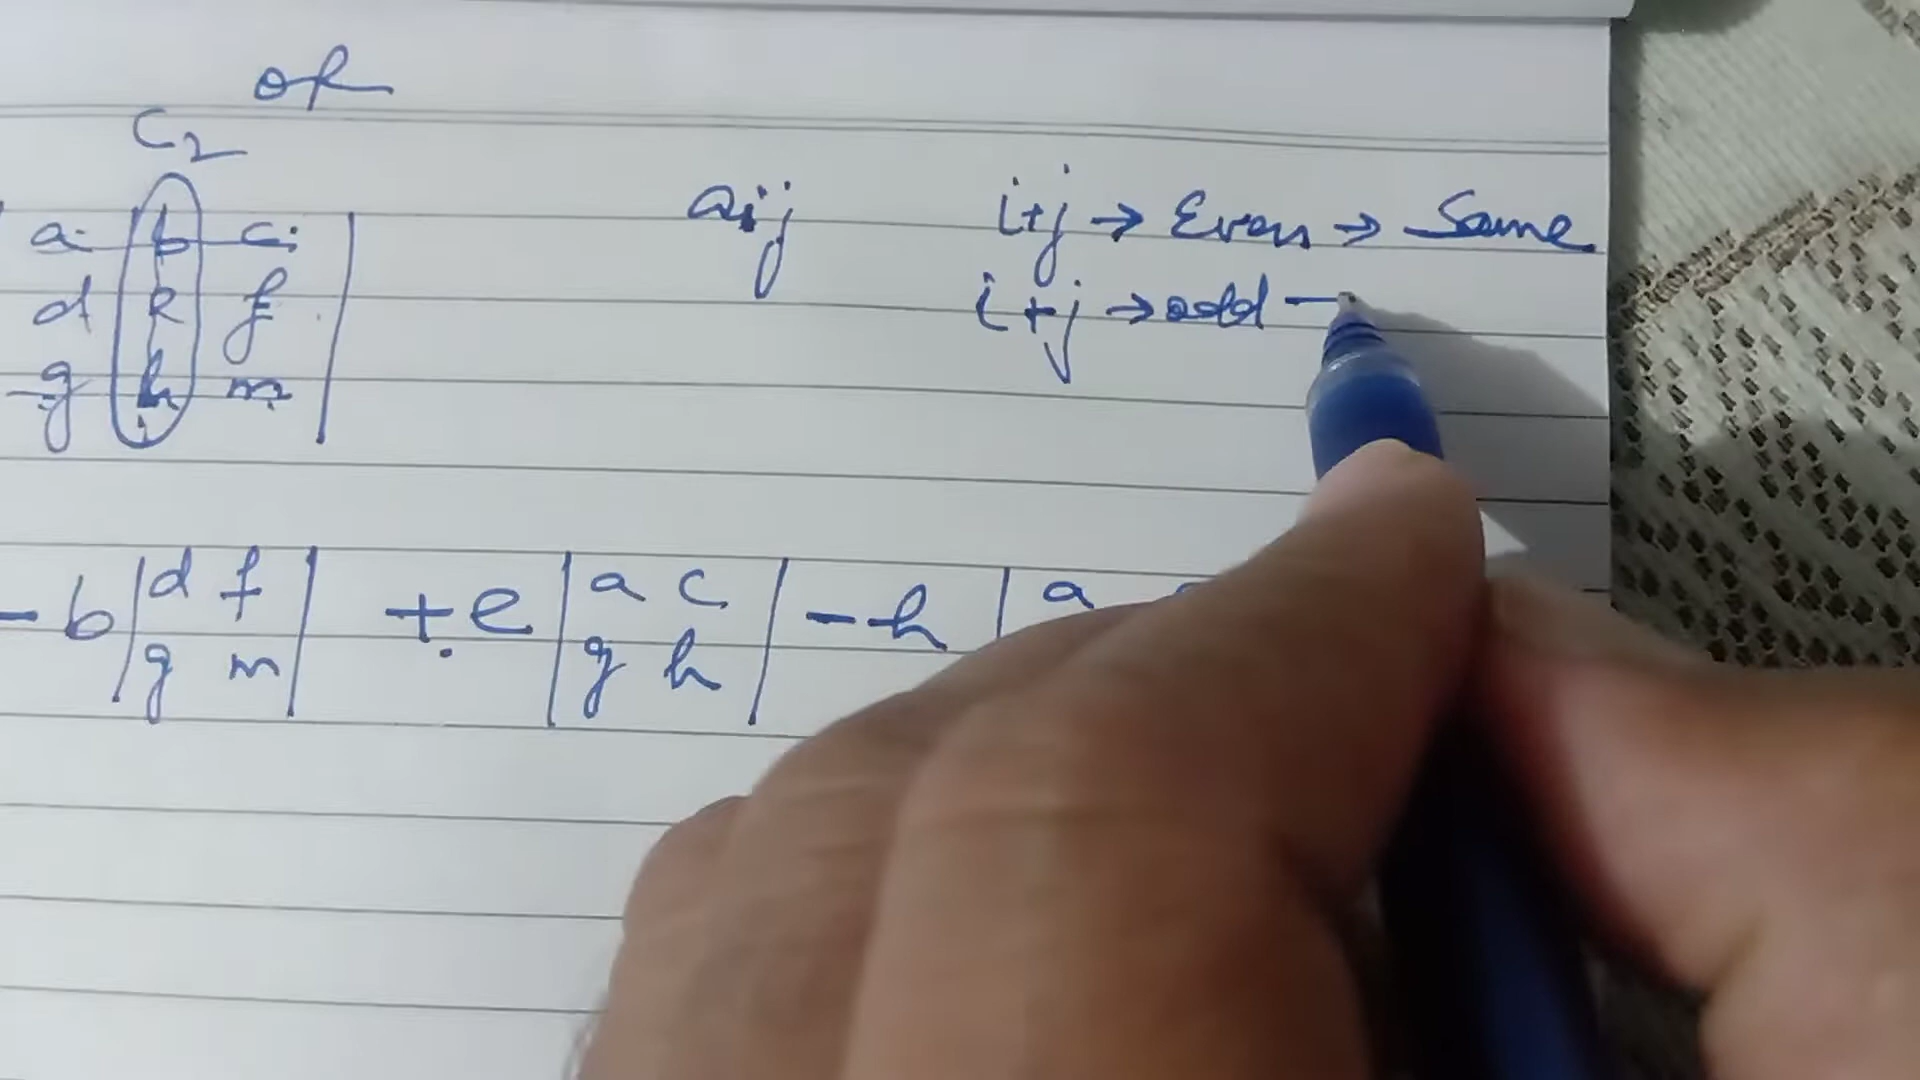 or
C2
a b c
aij i+j → Even → Same
d e f
i+j → odd —
g h m
- b |d f| + e |a c| - h |a
g m g h